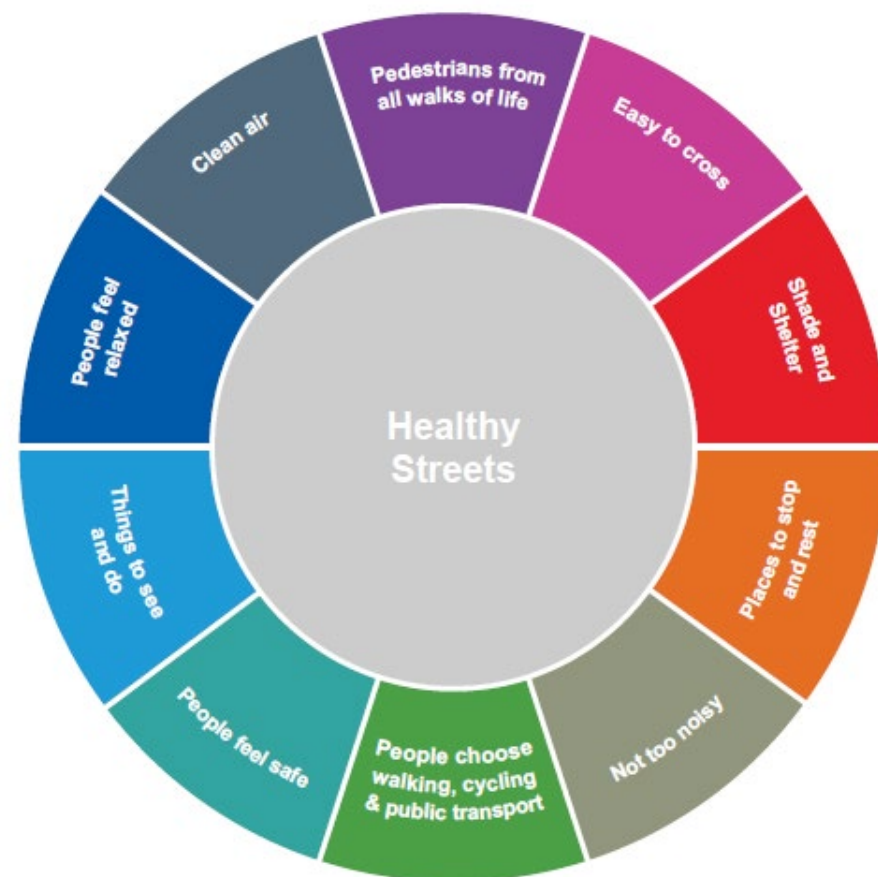 Pedestrians from
all walks of life
Easy to cross
Shade and
Shelter
Places to stop
and rest
Not too noisy
People choose
walking, cycling
& public transport
People feel safe
Things to see
and do
People feel
relaxed
Clean air
Healthy
Streets